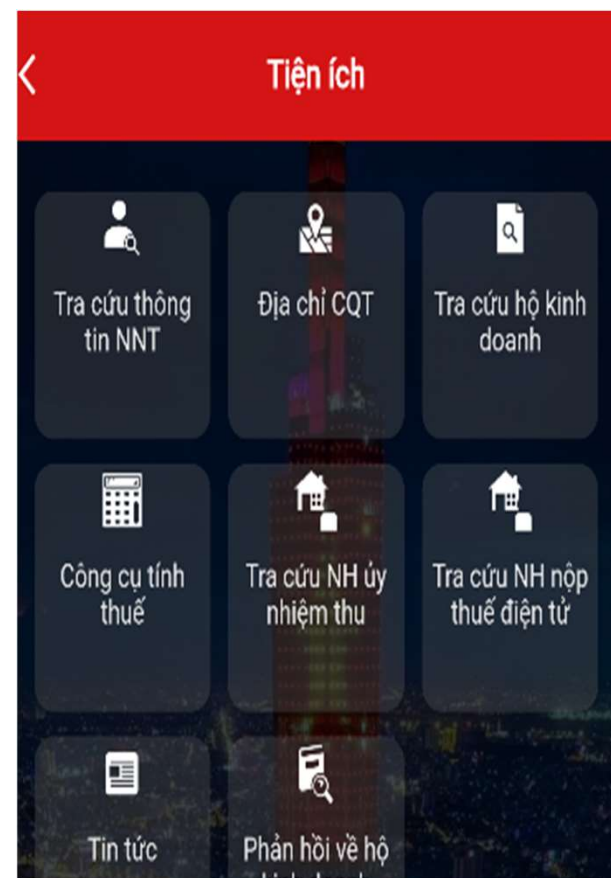 Tiện ích
Tra cứu thông
tin NNT
Địa chỉ CQT
Tra cứu hộ kinh
doanh
Công cụ tính
thuế
Tra cứu NH ủy
nhiệm thu
Tra cứu NH nộp
thuế điện tử
Tin tức
Phản hồi về hộ